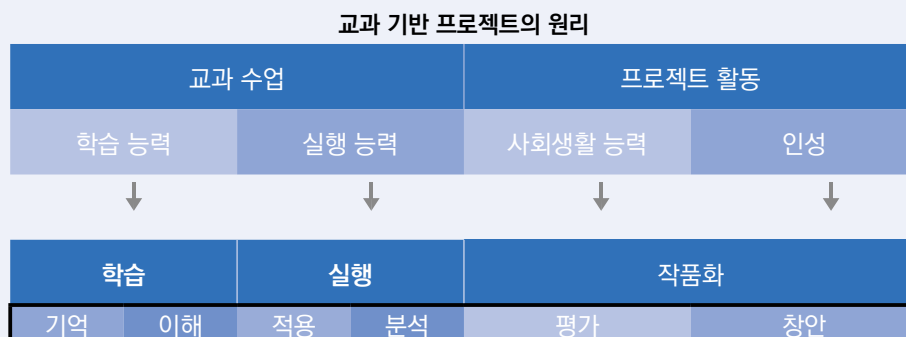 교과 기반 프로젝트의 원리
교과 수업 프로젝트 활동
학습 능력 실행 능력 사회생활 능력 인성
학습 실행 작품화
기억 이해 적용 분석 평가 창안